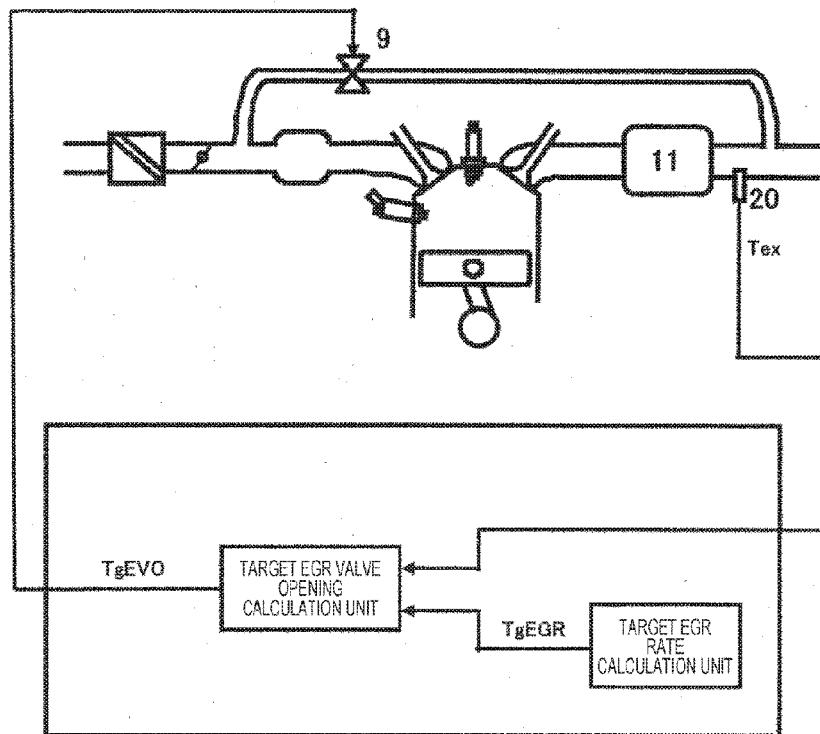 9
11
20
Tex
TgEVO
TARGET EGR VALVE
OPENING
CALCULATION UNIT
TgEGR
TARGET EGR
RATE
CALCULATION UNIT